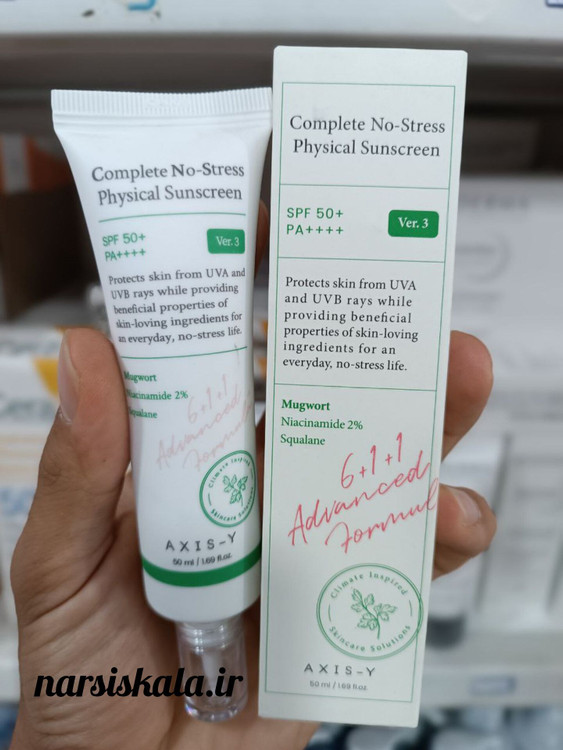 Complete No-Stress
Physical Sunscreen
SPF 50+
PA++++
Ver.3
Protects skin from UVA and
UVB rays while providing
beneficial properties of
skin-loving ingredients for
an everyday, no-stress life.
Mugwort
Niacinamide 2%
Squalane
6+1+1
Advanced
Formula
Climate Inspired
Skincare Solutions
AXIS-Y
50 ml / 1.69 fl.oz.
Complete No-Stress
Physical Sunscreen
SPF 50+
PA++++
Ver. 3
Protects skin from UVA
and UVB rays while
providing beneficial
properties of skin-loving
ingredients for an
everyday, no-stress life.
Mugwort
Niacinamide 2%
Squalane
6+1+1
Advanced
Formul
Climate Inspired
Skincare Solutions
AXIS-Y
50 ml / 1.69 fl.oz
narsiskala.ir